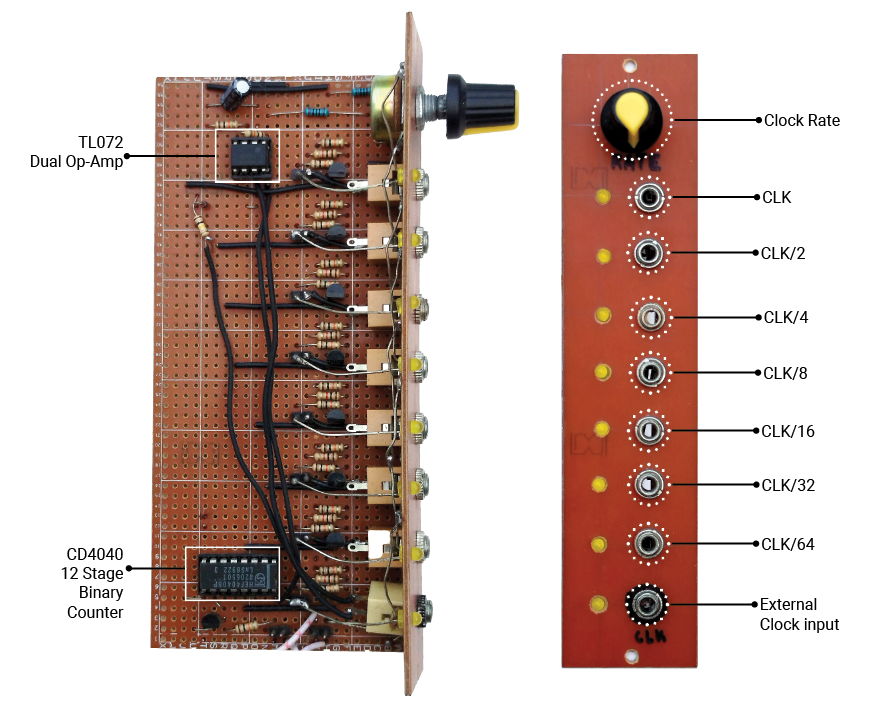 TL072
Dual Op-Amp
CD4040
12 Stage
Binary
Counter
RATE
Clock Rate
CLK
CLK/2
CLK/4
CLK/8
CLK/16
CLK/32
CLK/64
External
Clock input
CLK